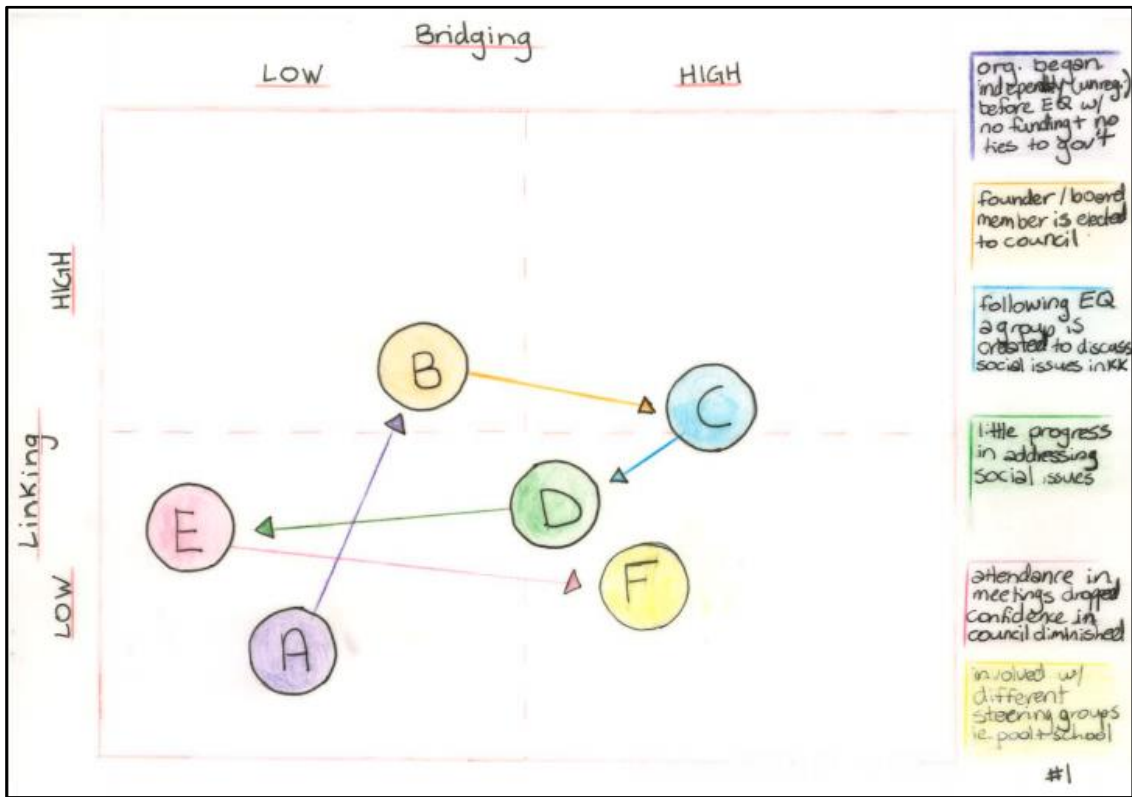 Bridging
LOW
HIGH
HIGH
Linking
LOW
A
B
C
D
E
F
org. began
independtly (unreg.)
before EQ w/
no funding + no
ties to gov't
founder / board
member is elected
to council
following EQ
a group is
created to discuss
social issues in KK
little progress
in addressing
social issues
attendance in
meetings dropped
confidence in
council diminished
involved w/
different
steering groups
ie. pool + school
#1